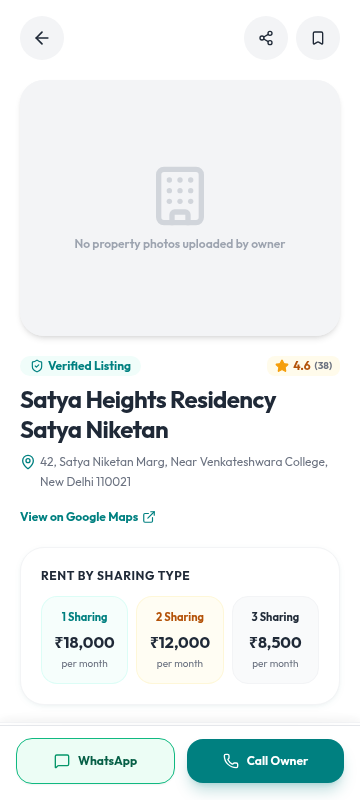 No property photos uploaded by owner
Verified Listing
4.6 (38)
Satya Heights Residency
Satya Niketan
42, Satya Niketan Marg, Near Venkateshwara College,
New Delhi 110021
View on Google Maps
RENT BY SHARING TYPE
1 Sharing
₹18,000
per month
2 Sharing
₹12,000
per month
3 Sharing
₹8,500
per month
WhatsApp
Call Owner